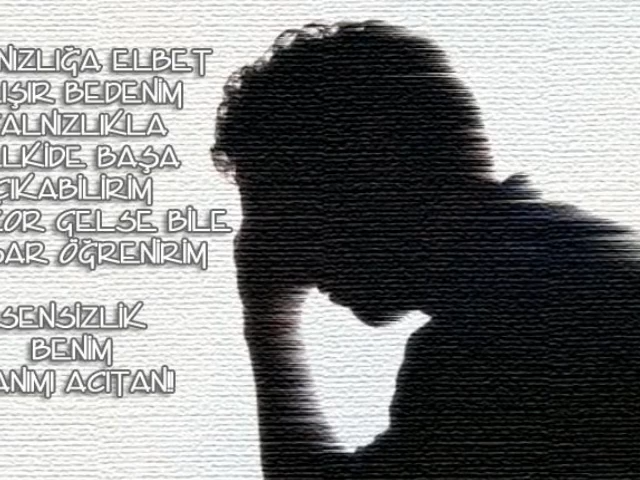 NIZLIĞA ELBET
IŞIR BEDENİM
ALNIZLIKLA
LKİDE BAŞA
ÇIKABİLİRİM
ZOR GELSE BİLE
SAR ÖĞRENİRİM
SENSİZLİK
BENİM
ANIMI ACITAN!!